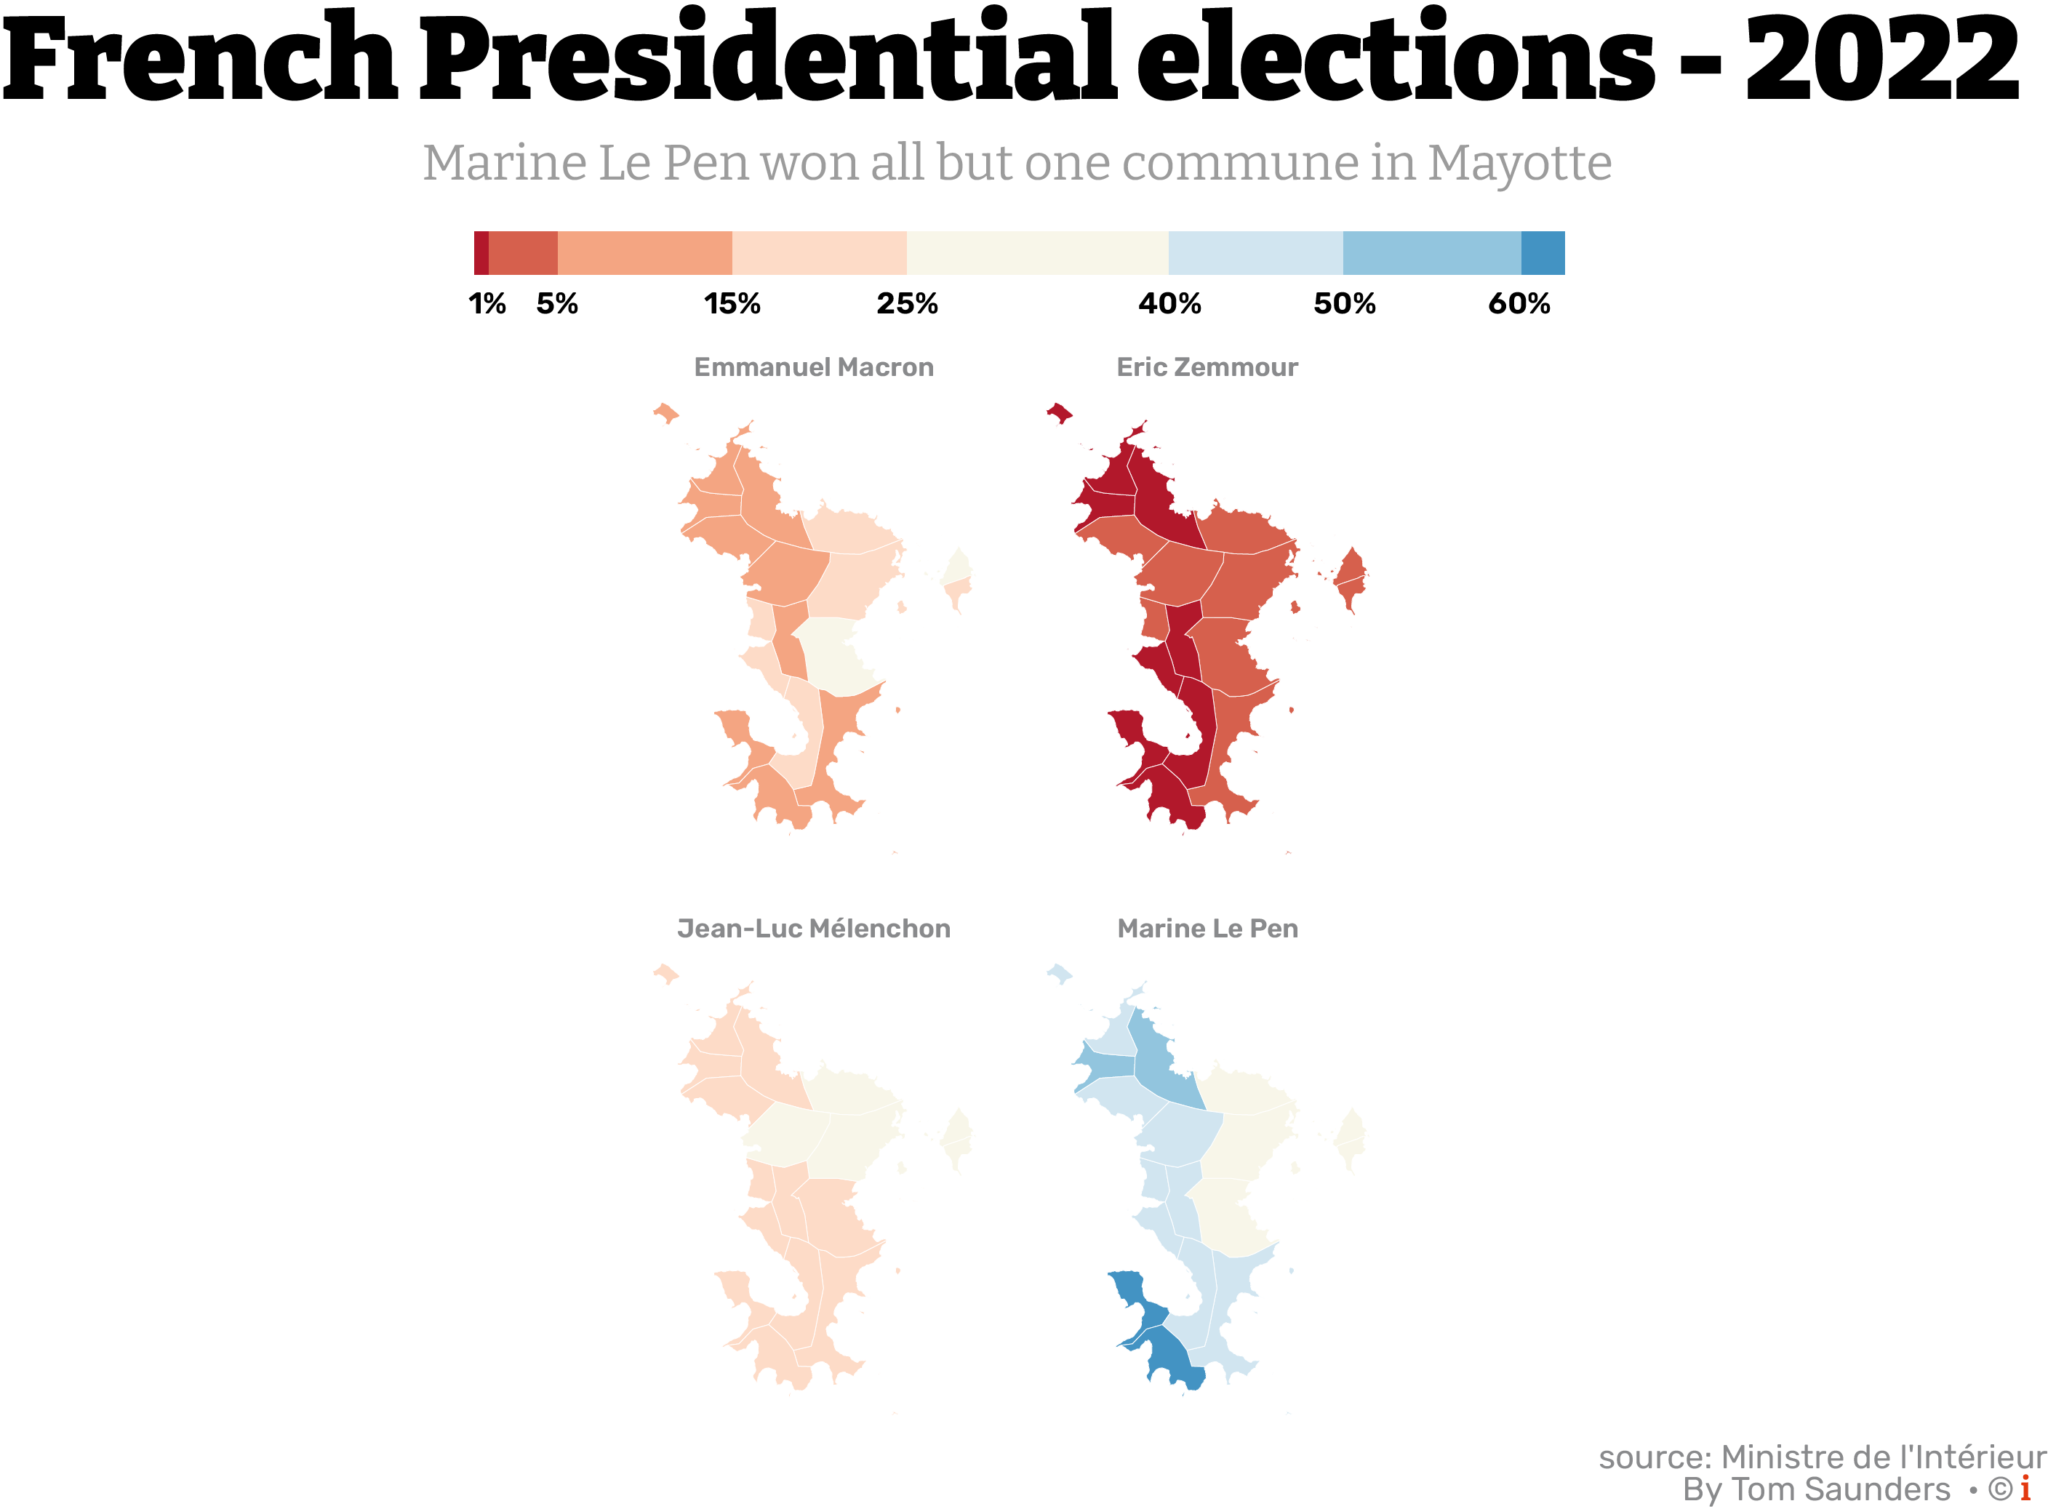 French Presidential elections - 2022
Marine Le Pen won all but one commune in Mayotte
1% 5% 15% 25% 40% 50% 60%
Emmanuel Macron
Eric Zemmour
Jean-Luc Mélenchon
Marine Le Pen
source: Ministre de l'Intérieur
By Tom Saunders • © i